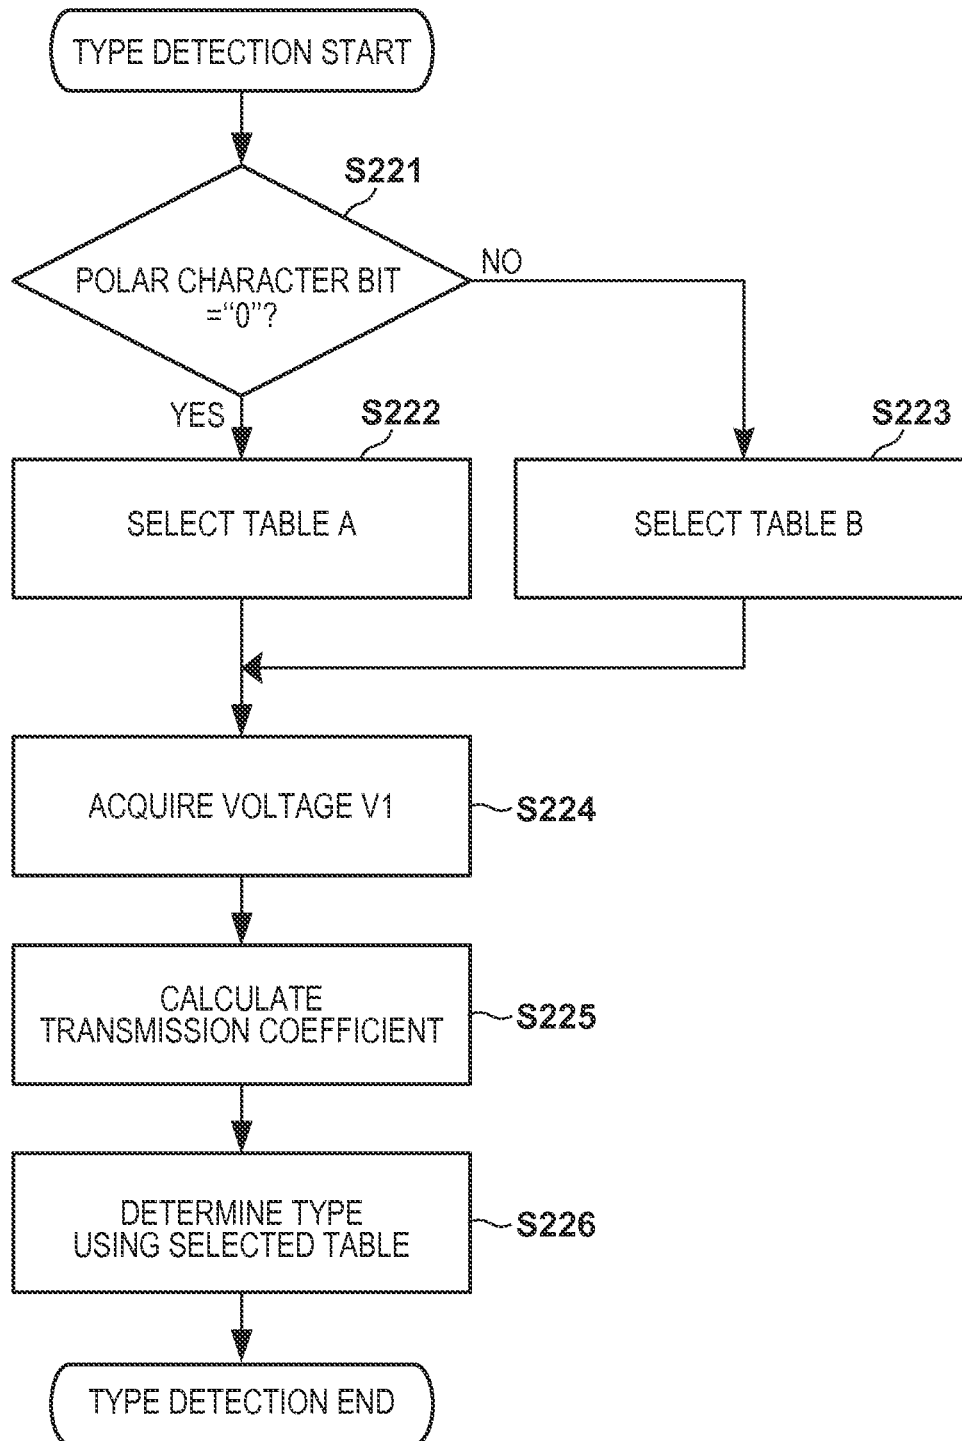 TYPE DETECTION START
S221
POLAR CHARACTER BIT
="0"?
NO
YES
S222
S223
SELECT TABLE A
SELECT TABLE B
ACQUIRE VOLTAGE V1
S224
CALCULATE
TRANSMISSION COEFFICIENT
S225
DETERMINE TYPE
USING SELECTED TABLE
S226
TYPE DETECTION END